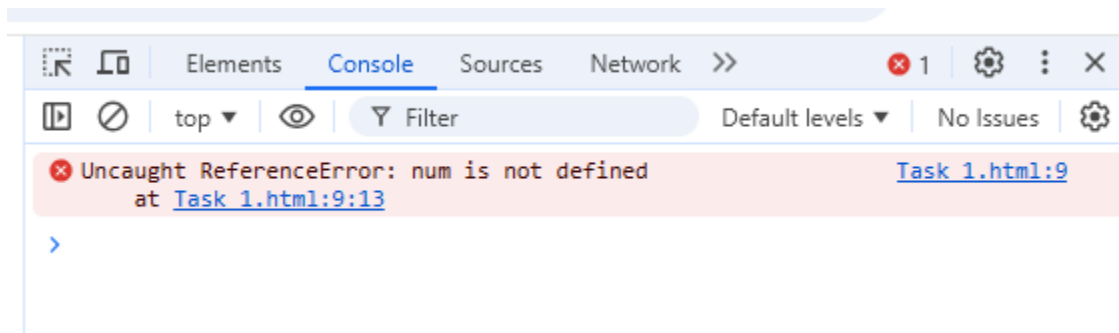 Elements Console Sources Network 1
top Filter Default levels No Issues
Uncaught ReferenceError: num is not defined Task 1.html:9
at Task 1.html:9:13